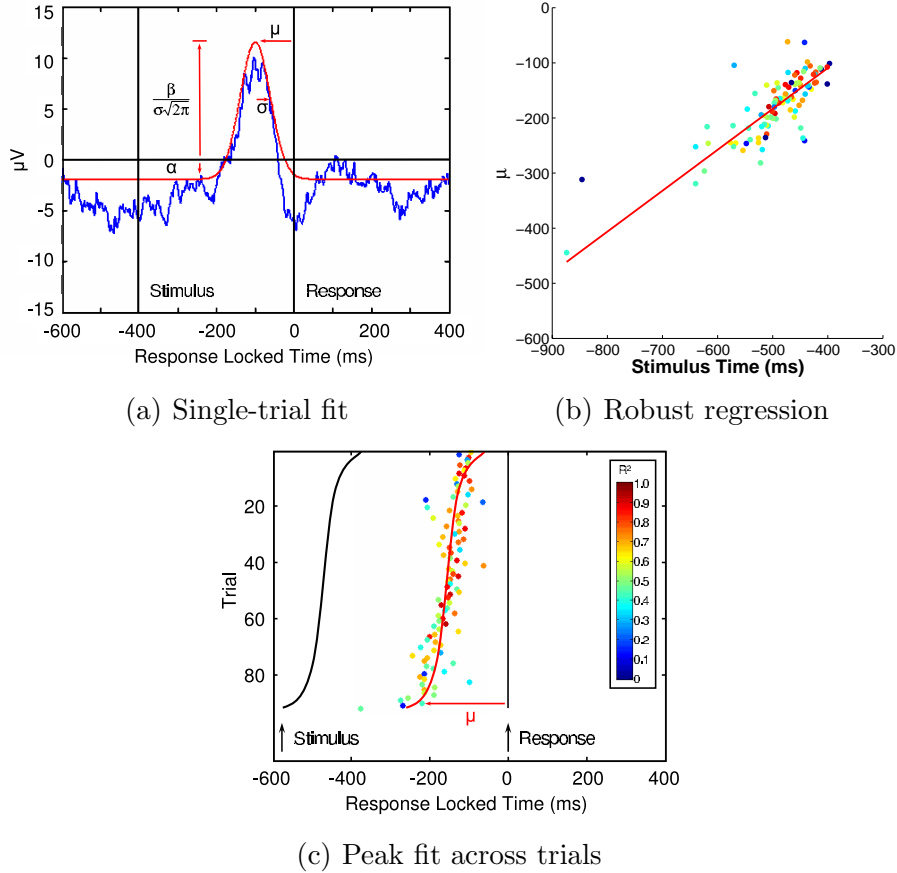 15
10
5
0
-5
-10
15
μV
μ
β
σ√2π
σ
α
Stimulus
Response
-600
-400
-200
0
200
400
Response Locked Time (ms)
(a) Single-trial fit
0
−100
−200
−300
−400
−500
−600
μ
−900
−800
−700
−600
−500
−400
−300
Stimulus Time (ms)
(b) Robust regression
20
40
60
80
Trial
R²
1.0
0.9
0.8
0.7
0.6
0.5
0.4
0.3
0.2
0.1
0
μ
Stimulus
Response
-600
-400
-200
0
200
400
Response Locked Time (ms)
(c) Peak fit across trials